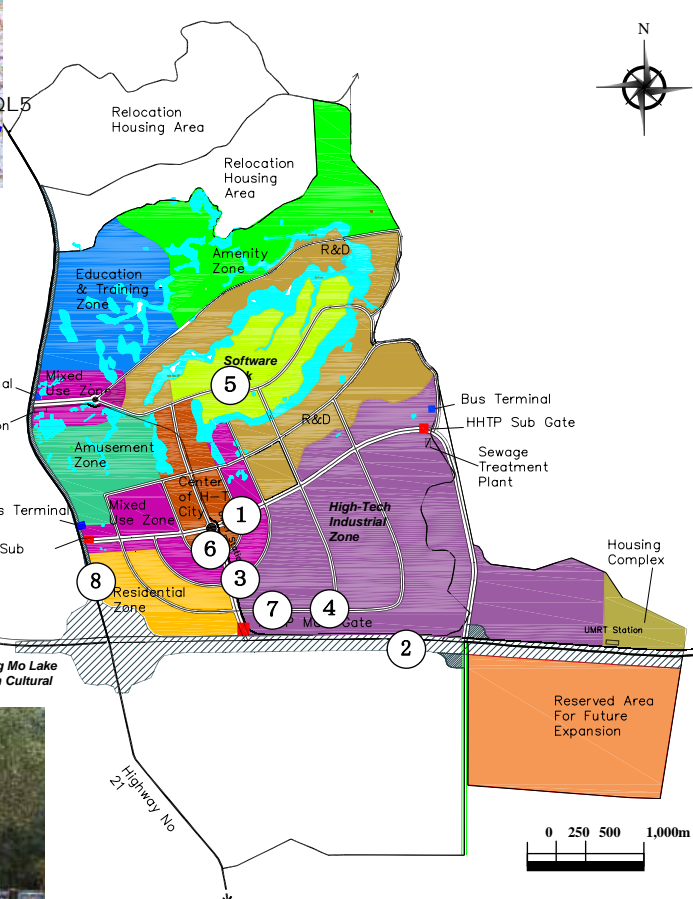 N
QL5
Relocation
Housing Area
Relocation
Housing
Area
Amenity
Zone
R&D
Education
& Training
Zone
Software
5
Mixed
Use Zone
Bus Terminal
HHTP Sub Gate
Sewage
Treatment
Plant
R&D
Amusement
Zone
Center
of H-T
City
Mixed
Use Zone
High-Tech
Industrial
Zone
Terminal
Sub
1
6
3
8
Residential
Zone
7
4
2
Gate
Housing
Complex
UMRT Station
Mo Lake
Cultural
Reserved Area
For Future
Expansion
Highway No
21
0 250 500 1,000m